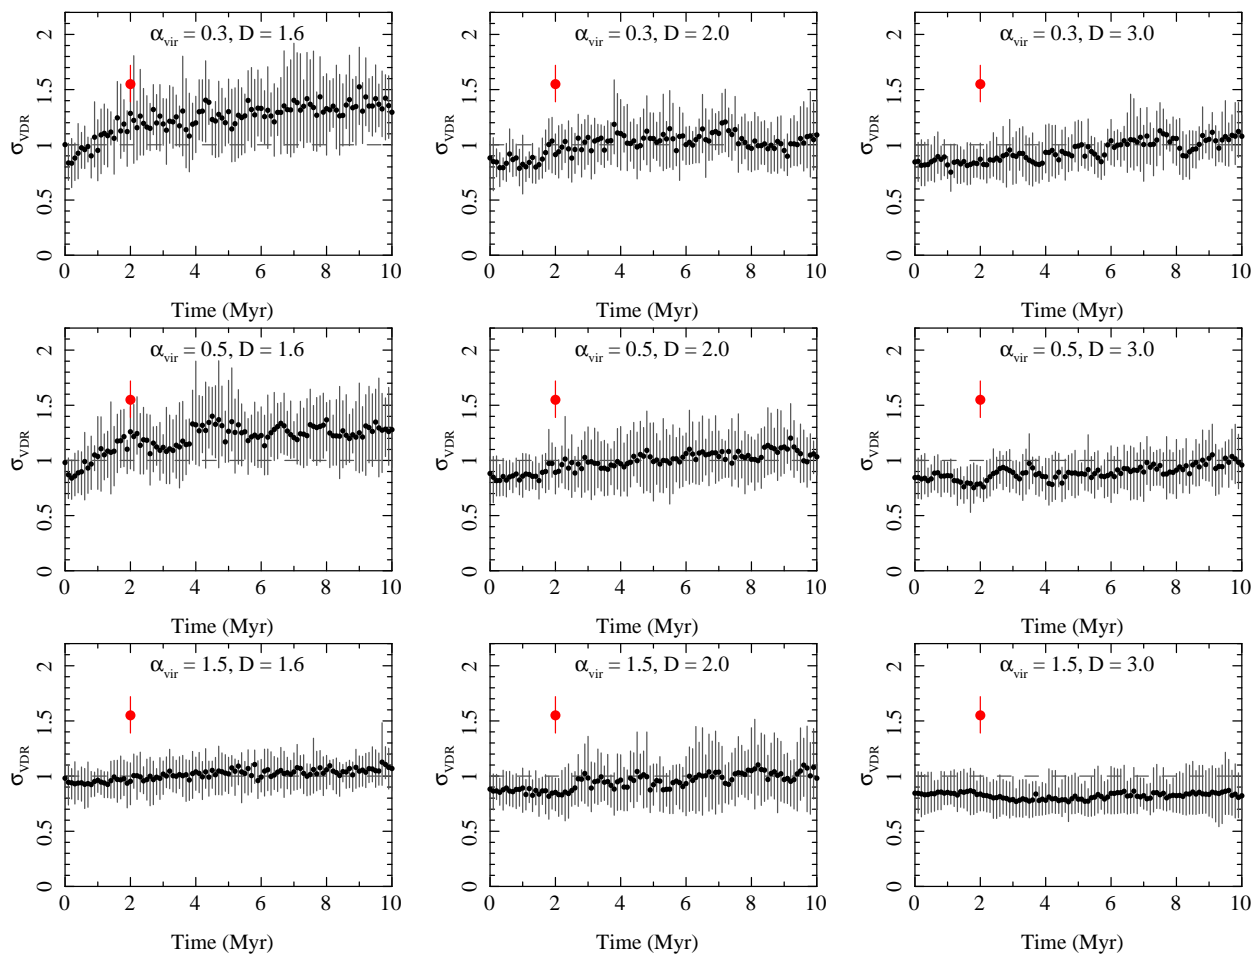 α_vir = 0.3, D = 1.6
α_vir = 0.3, D = 2.0
α_vir = 0.3, D = 3.0
σ_VDR
σ_VDR
σ_VDR
0 0.5 1 1.5 2
0 0.5 1 1.5 2
0 0.5 1 1.5 2
0 2 4 6 8 10
0 2 4 6 8 10
0 2 4 6 8 10
Time (Myr)
Time (Myr)
Time (Myr)
α_vir = 0.5, D = 1.6
α_vir = 0.5, D = 2.0
α_vir = 0.5, D = 3.0
σ_VDR
σ_VDR
σ_VDR
0 0.5 1 1.5 2
0 0.5 1 1.5 2
0 0.5 1 1.5 2
0 2 4 6 8 10
0 2 4 6 8 10
0 2 4 6 8 10
Time (Myr)
Time (Myr)
Time (Myr)
α_vir = 1.5, D = 1.6
α_vir = 1.5, D = 2.0
α_vir = 1.5, D = 3.0
σ_VDR
σ_VDR
σ_VDR
0 0.5 1 1.5 2
0 0.5 1 1.5 2
0 0.5 1 1.5 2
0 2 4 6 8 10
0 2 4 6 8 10
0 2 4 6 8 10
Time (Myr)
Time (Myr)
Time (Myr)